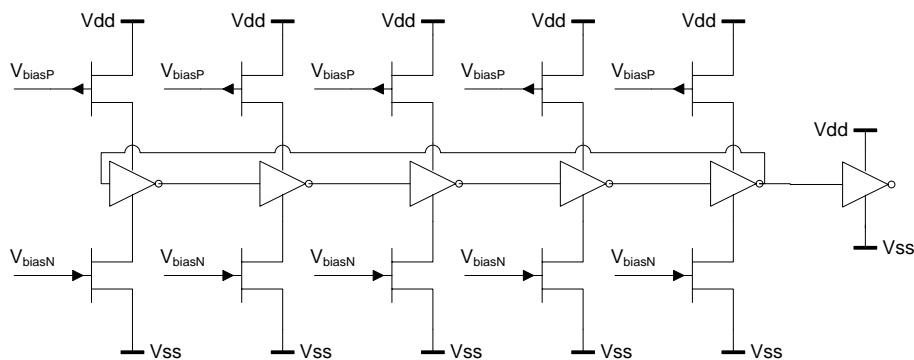 Vdd Vdd Vdd Vdd Vdd
VbiasP VbiasP VbiasP VbiasP VbiasP
Vdd
VbiasN VbiasN VbiasN VbiasN VbiasN
Vss
Vss Vss Vss Vss Vss